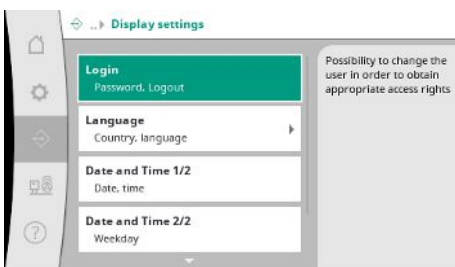 ..▸ Display settings
Login
Password, Logout
Language
Country, language
Date and Time 1/2
Date, time
Date and Time 2/2
Weekday
Possibility to change the
user in order to obtain
appropriate access rights
?